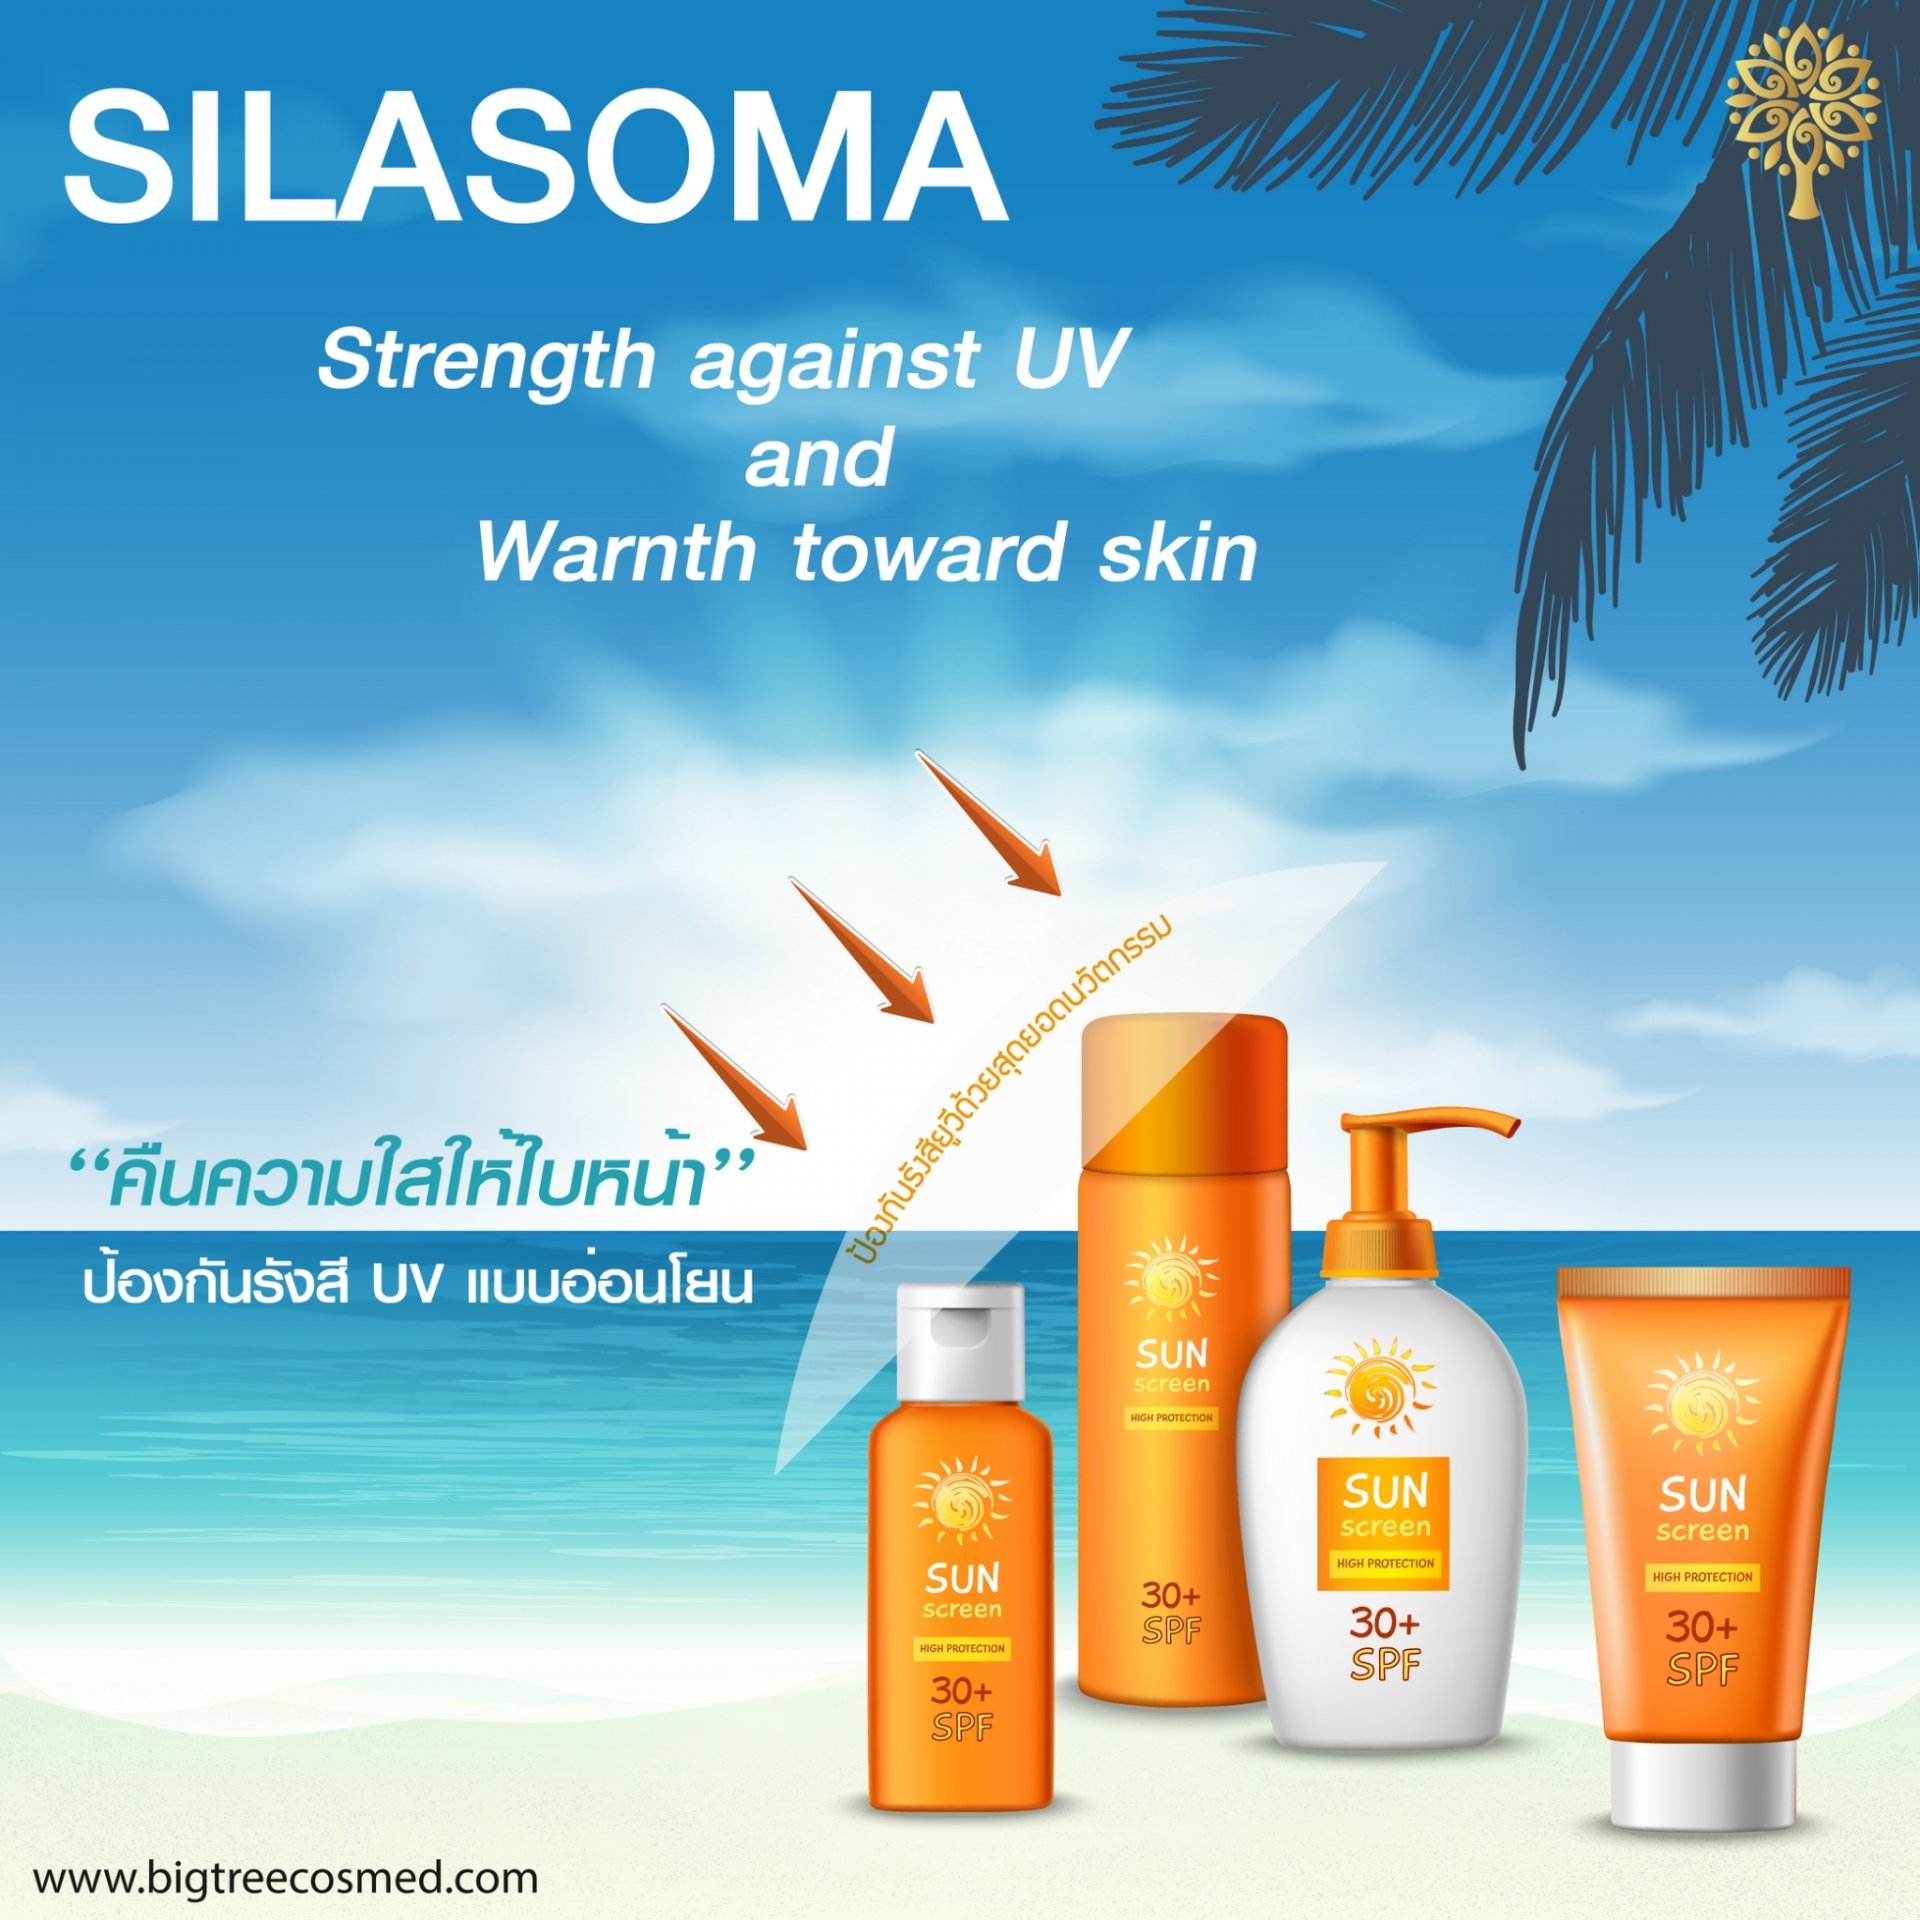 SILASOMA
Strength against UV
and
Warnth toward skin
ป้องกันรังสียูวีด้วยสุดยอดนวัตกรรม
“คืนความใสให้ใบหน้า”
ป้องกันรังสี UV แบบอ่อนโยน
SUN
screen
HIGH PROTECTION
30+
SPF
SUN
screen
HIGH PROTECTION
30+
SPF
SUN
screen
HIGH PROTECTION
30+
SPF
SUN
screen
HIGH PROTECTION
30+
SPF
www.bigtreecosmed.com